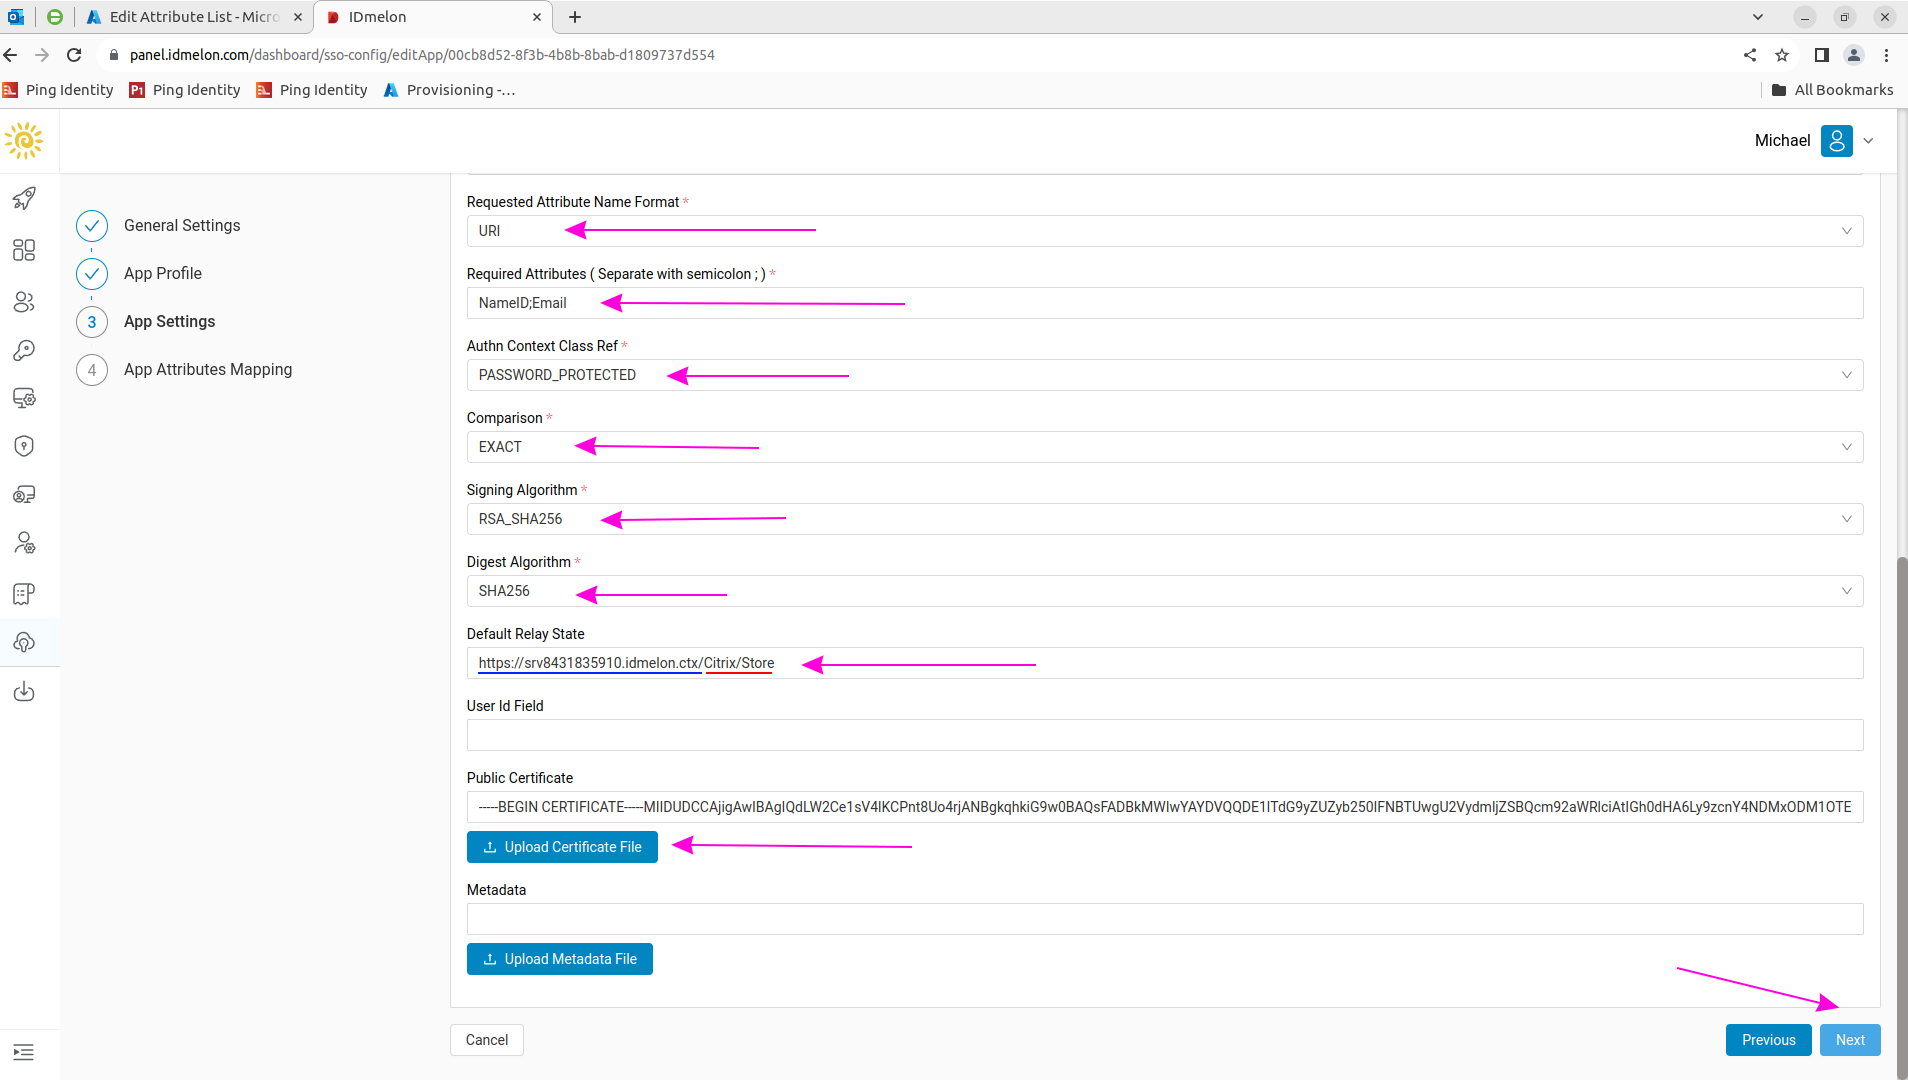 Edit Attribute List - Micro
IDmelon
panel.idmelon.com/dashboard/sso-config/editApp/00cb8d52-8f3b-4b8b-8bab-d1809737d554
Ping Identity
P1 Ping Identity
Ping Identity
Provisioning -...
All Bookmarks
Michael
General Settings
App Profile
3 App Settings
4 App Attributes Mapping
Requested Attribute Name Format *
URI
Required Attributes ( Separate with semicolon ; ) *
NameID;Email
Authn Context Class Ref *
PASSWORD_PROTECTED
Comparison *
EXACT
Signing Algorithm *
RSA_SHA256
Digest Algorithm *
SHA256
Default Relay State
https://srv8431835910.idmelon.ctx/Citrix/Store
User Id Field
Public Certificate
-----BEGIN CERTIFICATE-----MIIDUDCCAjigAwIBAgIQdLW2Ce1sV4lKCPnt8Uo4rjANBgkqhkiG9w0BAQsFADBkMWIwYAYDVQQDE1lTdG9yZUZyb250IFNBTUwgU2VydmljZSBQcm92aWRlciAtIGh0dHA6Ly9zcnY4NDMxODM1OTE
Upload Certificate File
Metadata
Upload Metadata File
Cancel
Previous
Next